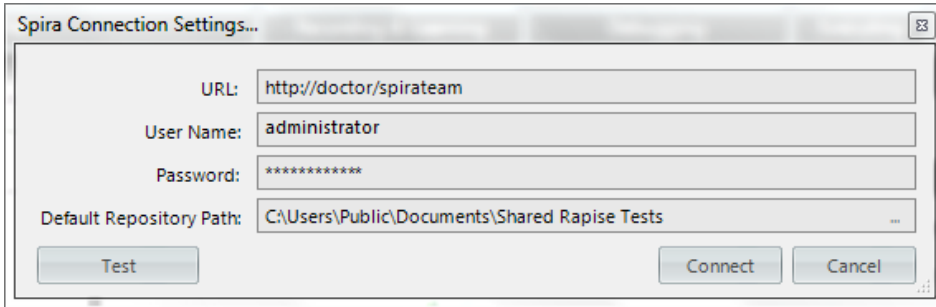 Spira Connection Settings...
URL: http://doctor/spirateam
User Name: administrator
Password: ************
Default Repository Path: C:\Users\Public\Documents\Shared Rapise Tests ...
Test Connect Cancel